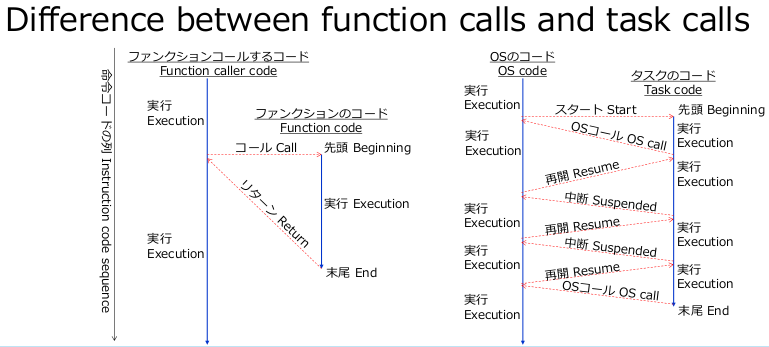 Difference between function calls and task calls
命令コードの列 Instruction code sequence
ファンクションコールするコード
Function caller code
実行
Execution
ファンクションのコード
Function code
コール Call
先頭 Beginning
リターン Return
実行 Execution
実行
Execution
末尾 End
OSのコード
OS code
タスクのコード
Task code
実行
Execution
スタート Start
先頭 Beginning
OSコール OS call
実行
Execution
実行
Execution
再開 Resume
実行
Execution
中断 Suspended
実行
Execution
再開 Resume
実行
Execution
中断 Suspended
実行
Execution
再開 Resume
実行
Execution
OSコール OS call
実行
Execution
末尾 End